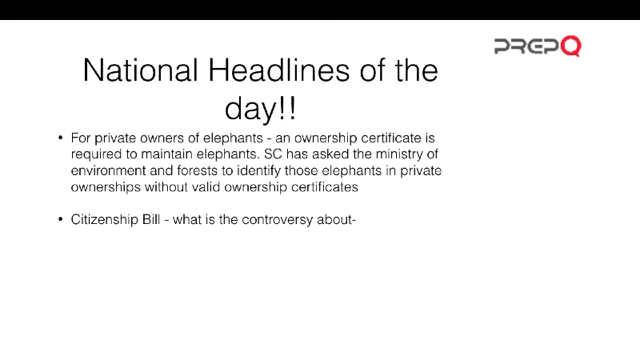 PREPQ
National Headlines of the
day!!
• For private owners of elephants - an ownership certificate is
required to maintain elephants. SC has asked the ministry of
environment and forests to identify those elephants in private
ownerships without valid ownership certificates
• Citizenship Bill - what is the controversy about-